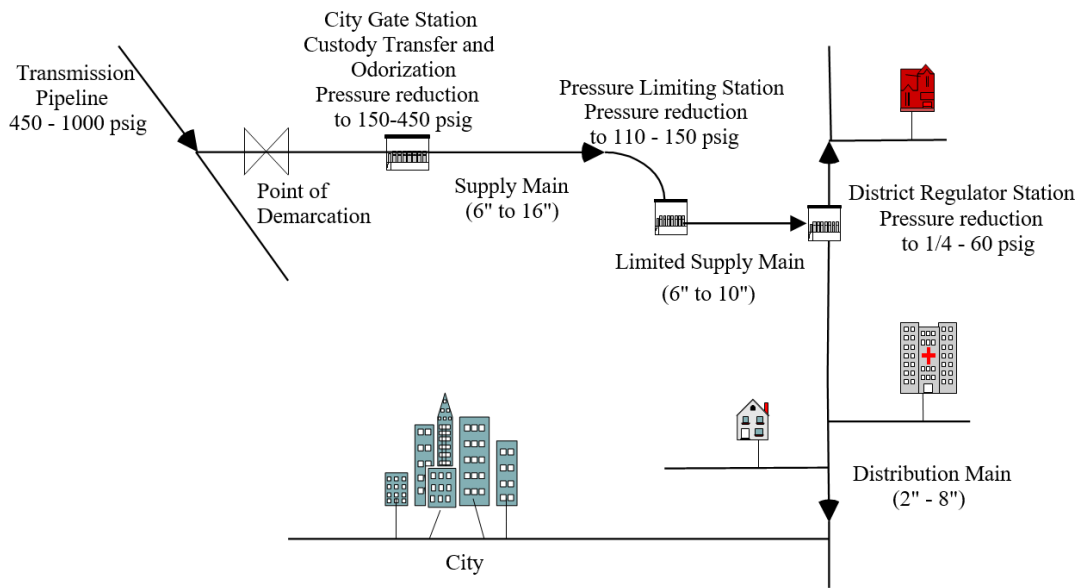 Transmission
Pipeline
450 - 1000 psig
City Gate Station
Custody Transfer and
Odorization
Pressure reduction
to 150-450 psig
Point of
Demarcation
Supply Main
(6" to 16")
Pressure Limiting Station
Pressure reduction
to 110 - 150 psig
Limited Supply Main
(6" to 10")
District Regulator Station
Pressure reduction
to 1/4 - 60 psig
Distribution Main
(2" - 8")
City